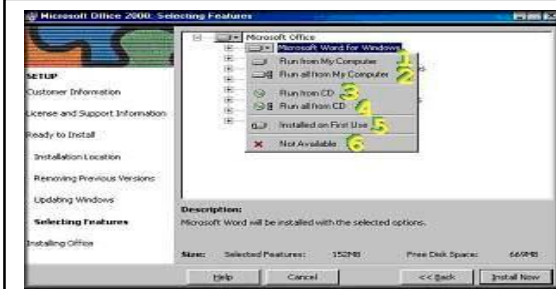 Microsoft Office 2000: Selecting Features
SETUP
Customer Information
License and Support Information
Ready to Install
Installation Location
Removing Previous Versions
Updating Windows
Selecting Features
Installing Office
Microsoft Office
Microsoft Word for Windows
Run from My Computer 1
Run all from My Computer 2
Run from CD 3
Run all from CD 4
Installed on First Use 5
Not Available 6
Description:
Microsoft Word will be installed with the selected options.
Size: Selected Features: 152MB Free Disk Space: 669MB
Help Cancel << Back Install Now